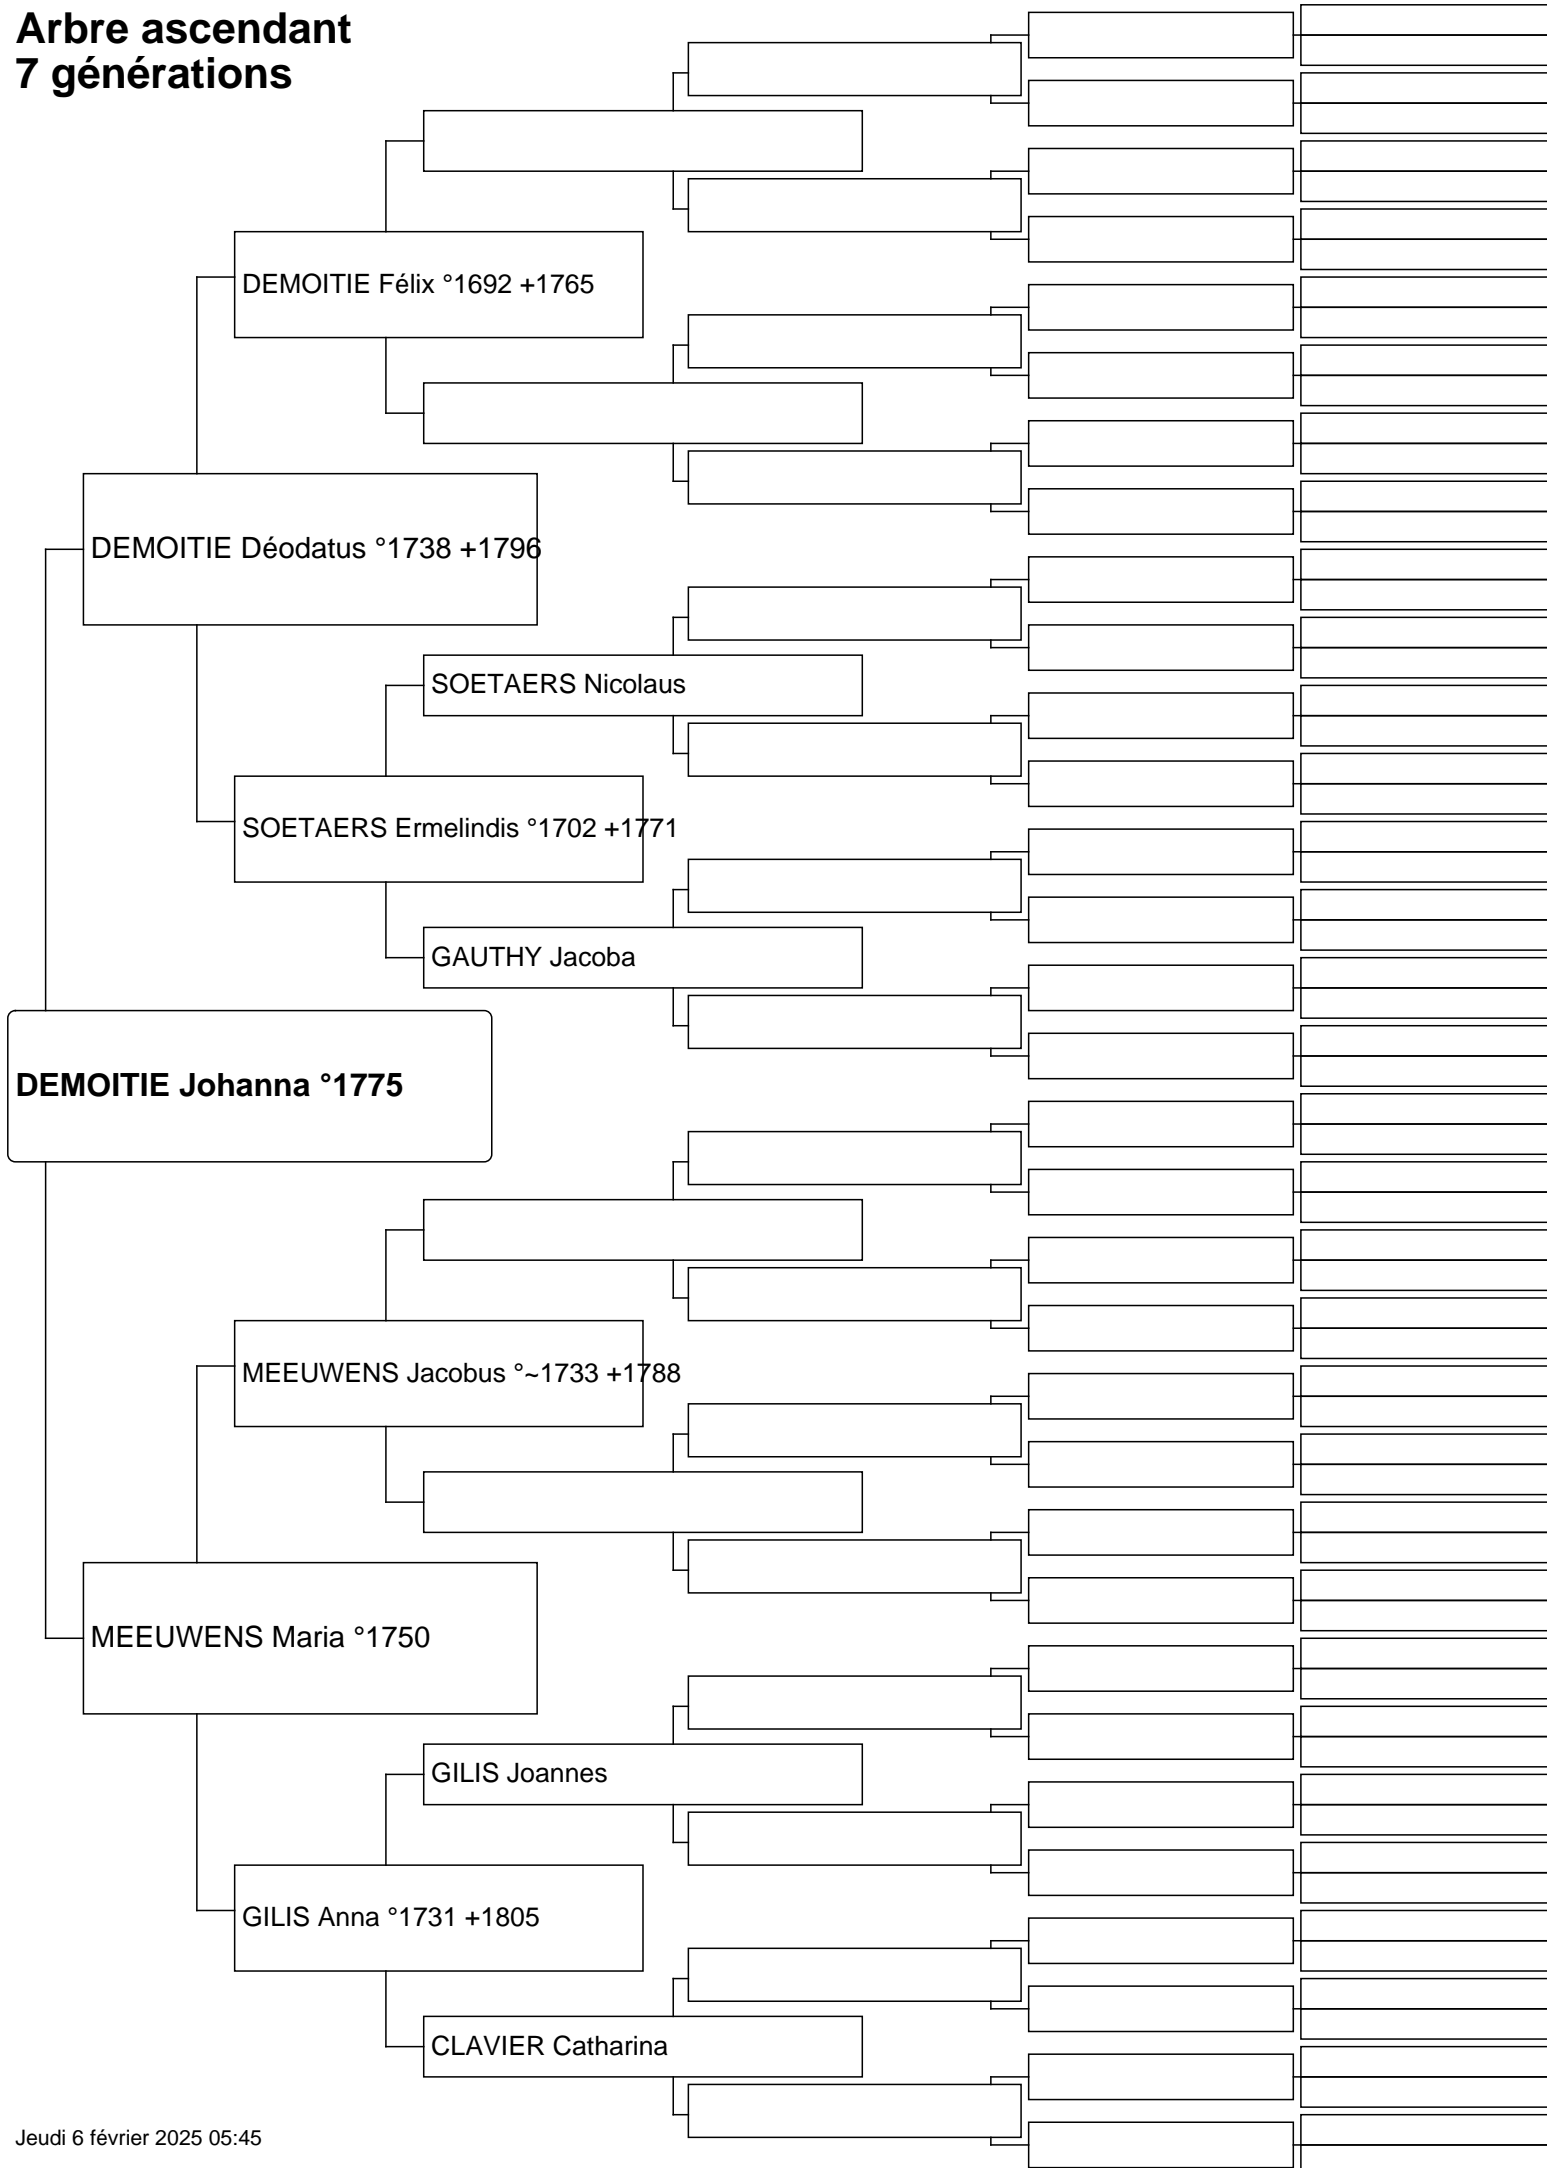 Arbre ascendant
7 générations
DEMOITIE Félix °1692 +1765
DEMOITIE Déodatus °1738 +1796
SOETAERS Nicolaus
SOETAERS Ermelindis °1702 +1771
GAUTHY Jacoba
DEMOITIE Johanna °1775
MEEUWENS Jacobus °~1733 +1788
MEEUWENS Maria °1750
GILIS Joannes
GILIS Anna °1731 +1805
CLAVIER Catharina
Jeudi 6 février 2025 05:45